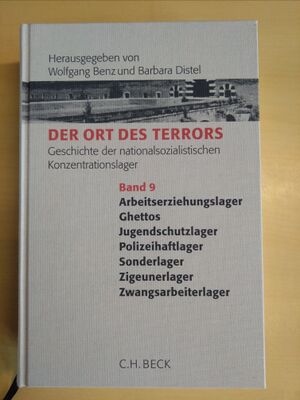 Herausgegeben von
Wolfgang Benz und Barbara Distel
DER ORT DES TERRORS
Geschichte der nationalsozialistischen
Konzentrationslager
Band 9
Arbeitserziehungslager
Ghettos
Jugendschutzlager
Polizeihaftlager
Sonderlager
Zigeunerlager
Zwangsarbeiterlager
C.H.BECK